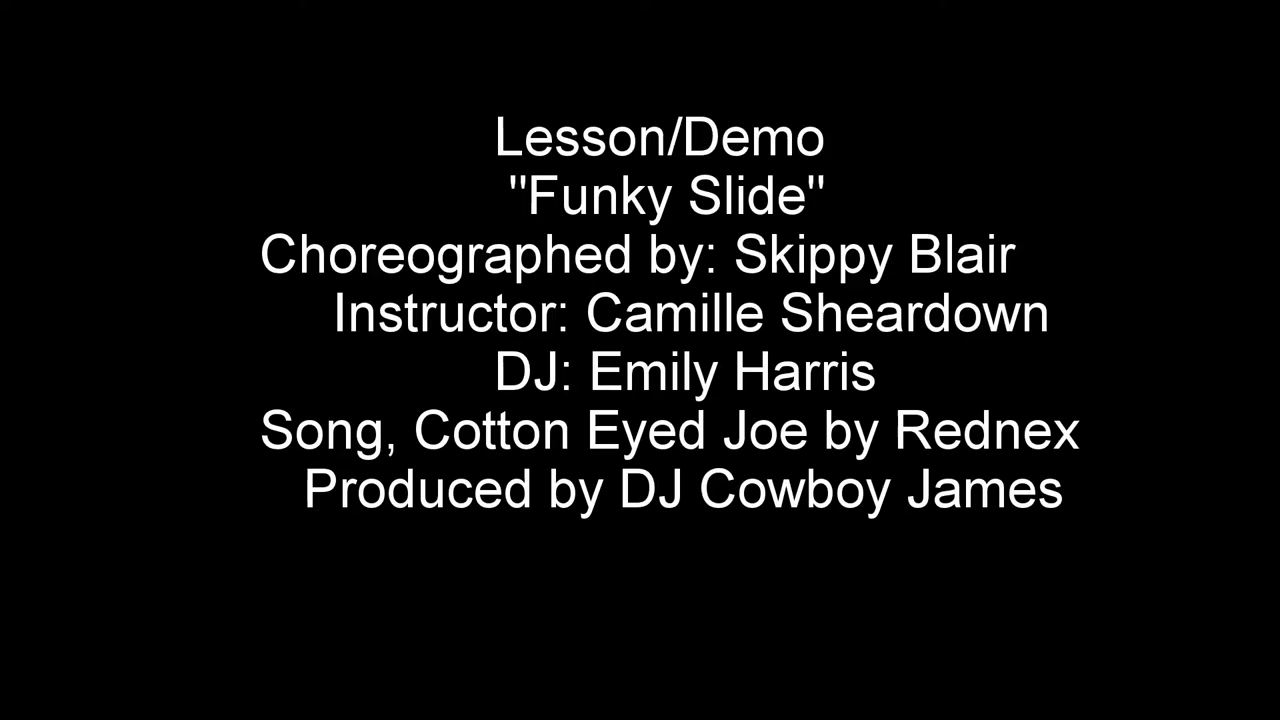 Lesson/Demo
"Funky Slide"
Choreographed by: Skippy Blair
Instructor: Camille Sheardown
DJ: Emily Harris
Song, Cotton Eyed Joe by Rednex
Produced by DJ Cowboy James